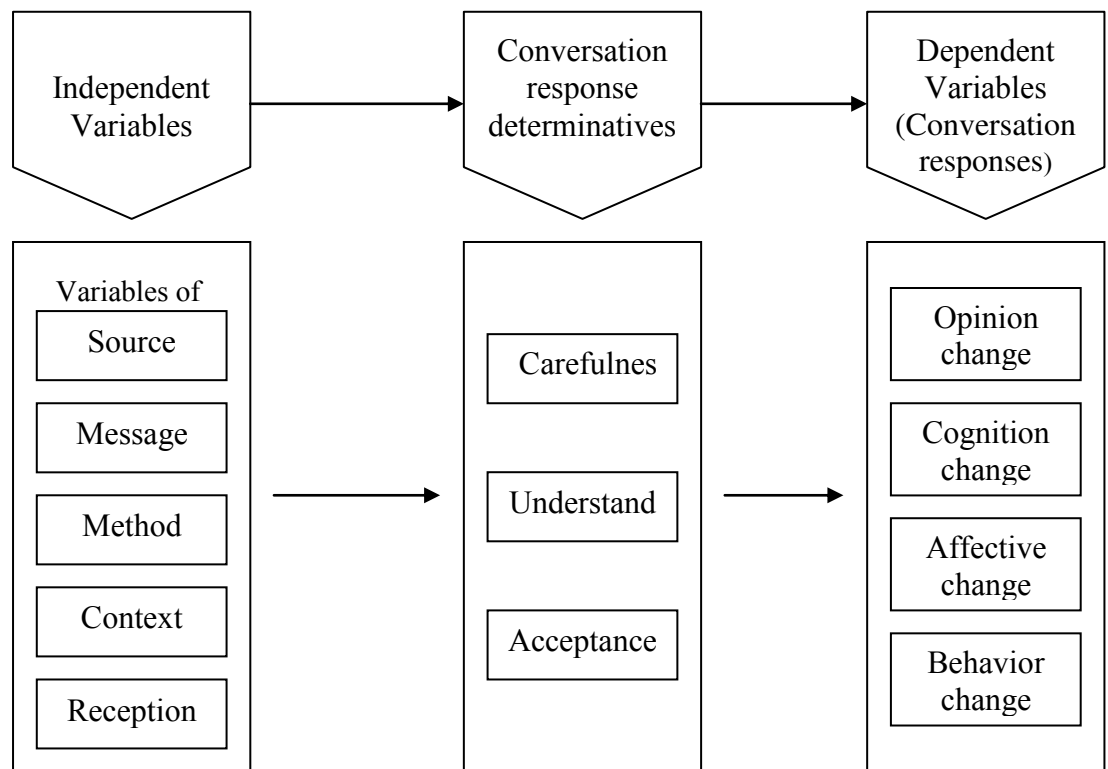 Independent
Variables
Conversation
response
determinatives
Dependent
Variables
(Conversation
responses)
Variables of
Source
Message
Method
Context
Reception
Carefulnes
Understand
Acceptance
Opinion
change
Cognition
change
Affective
change
Behavior
change